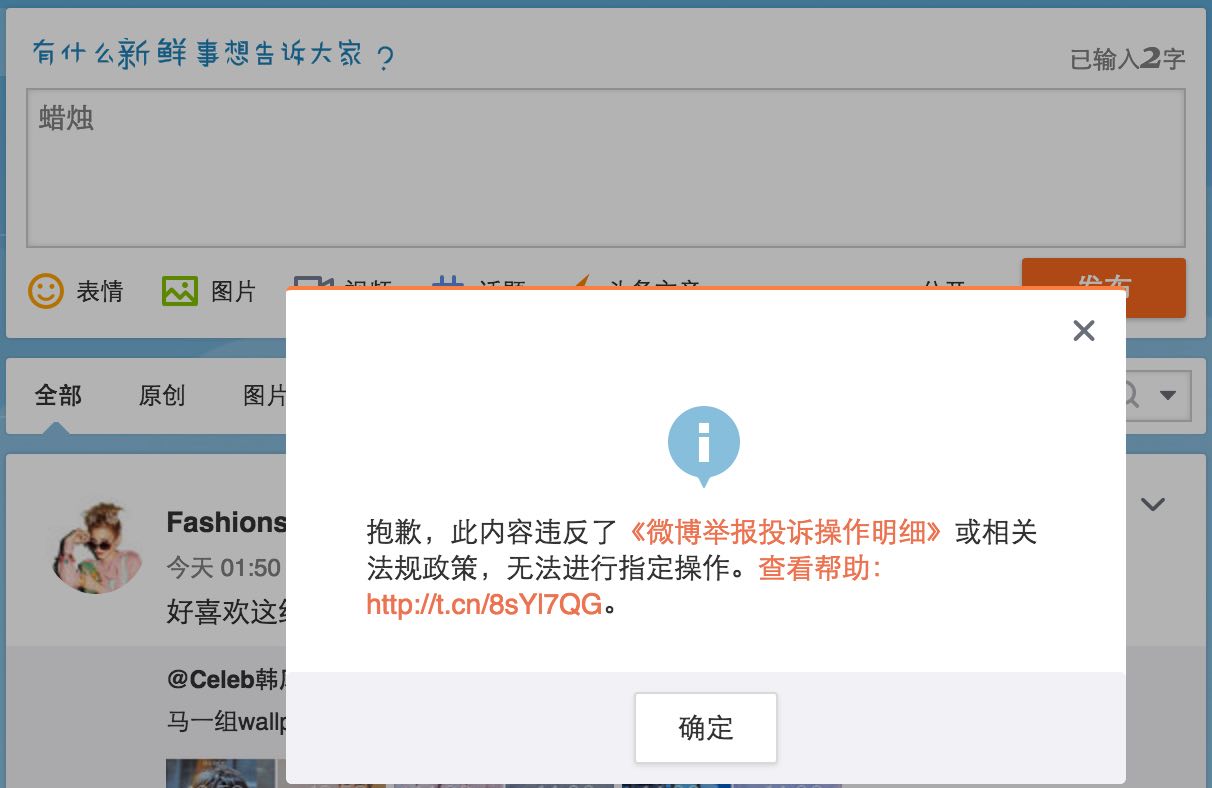 有什么新鲜事想告诉大家?
已输入2字
蜡烛
表情 图片 视频 话题 头条文章 公开 发布
全部 原创 图片
抱歉，此内容违反了《微博举报投诉操作明细》或相关
法规政策，无法进行指定操作。查看帮助：
http://t.cn/8sYl7QG。
确定
Fashions
今天 01:50
好喜欢这
@Celeb韩
马一组wallp